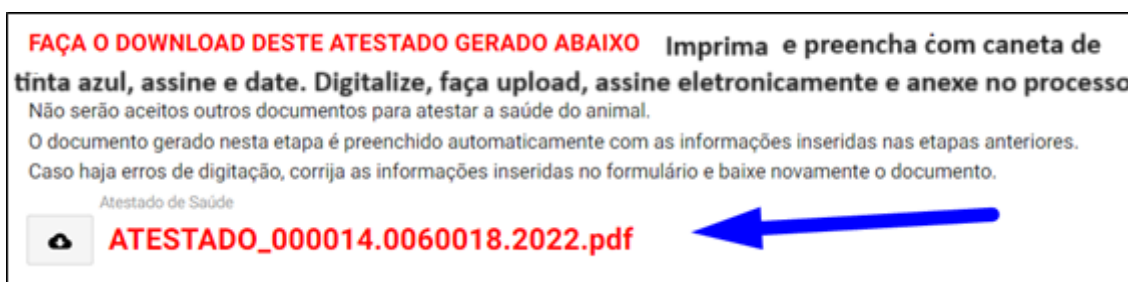 FAÇA O DOWNLOAD DESTE ATESTADO GERADO ABAIXO Imprima e preencha com caneta de
tinta azul, assine e date. Digitalize, faça upload, assine eletronicamente e anexe no processo
Não serão aceitos outros documentos para atestar a saúde do animal.
O documento gerado nesta etapa é preenchido automaticamente com as informações inseridas nas etapas anteriores.
Caso haja erros de digitação, corrija as informações inseridas no formulário e baixe novamente o documento.
Atestado de Saúde
ATESTADO_000014.0060018.2022.pdf